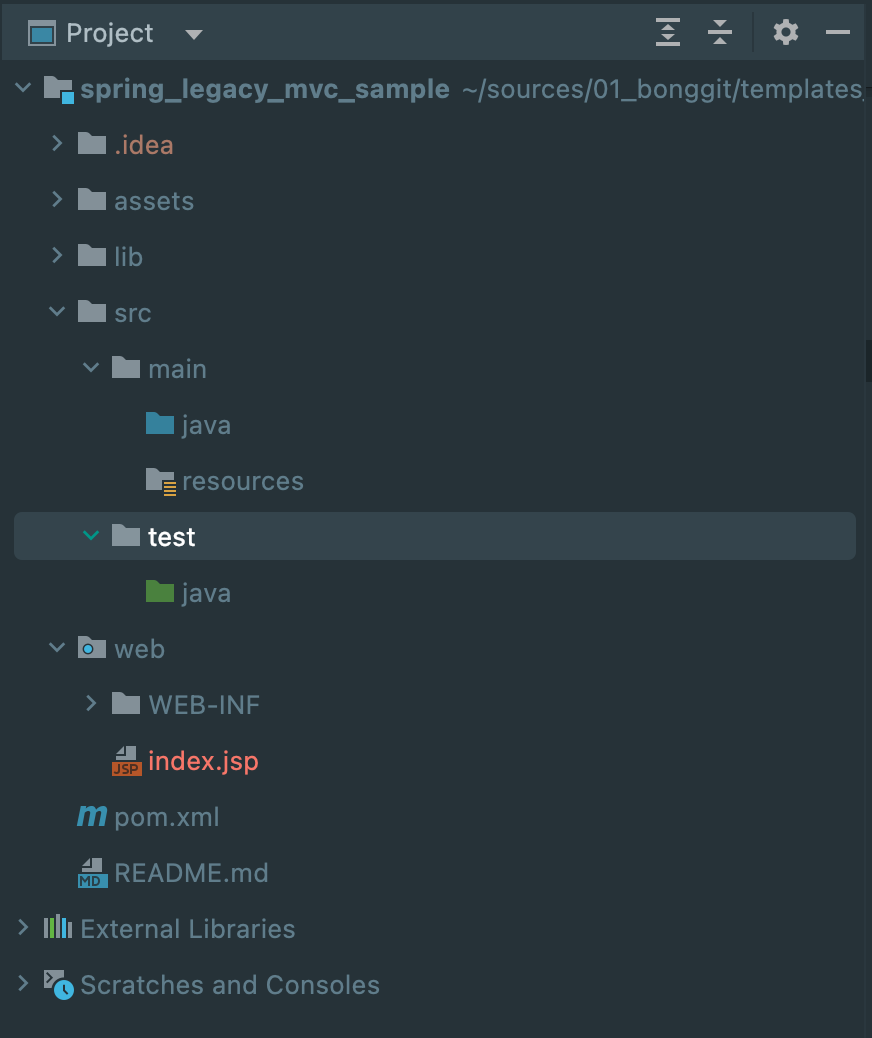 Project
spring_legacy_mvc_sample ~/sources/01_bonggit/templates_
.idea
assets
lib
src
main
java
resources
test
java
web
WEB-INF
JSP index.jsp
m pom.xml
MD README.md
External Libraries
Scratches and Consoles